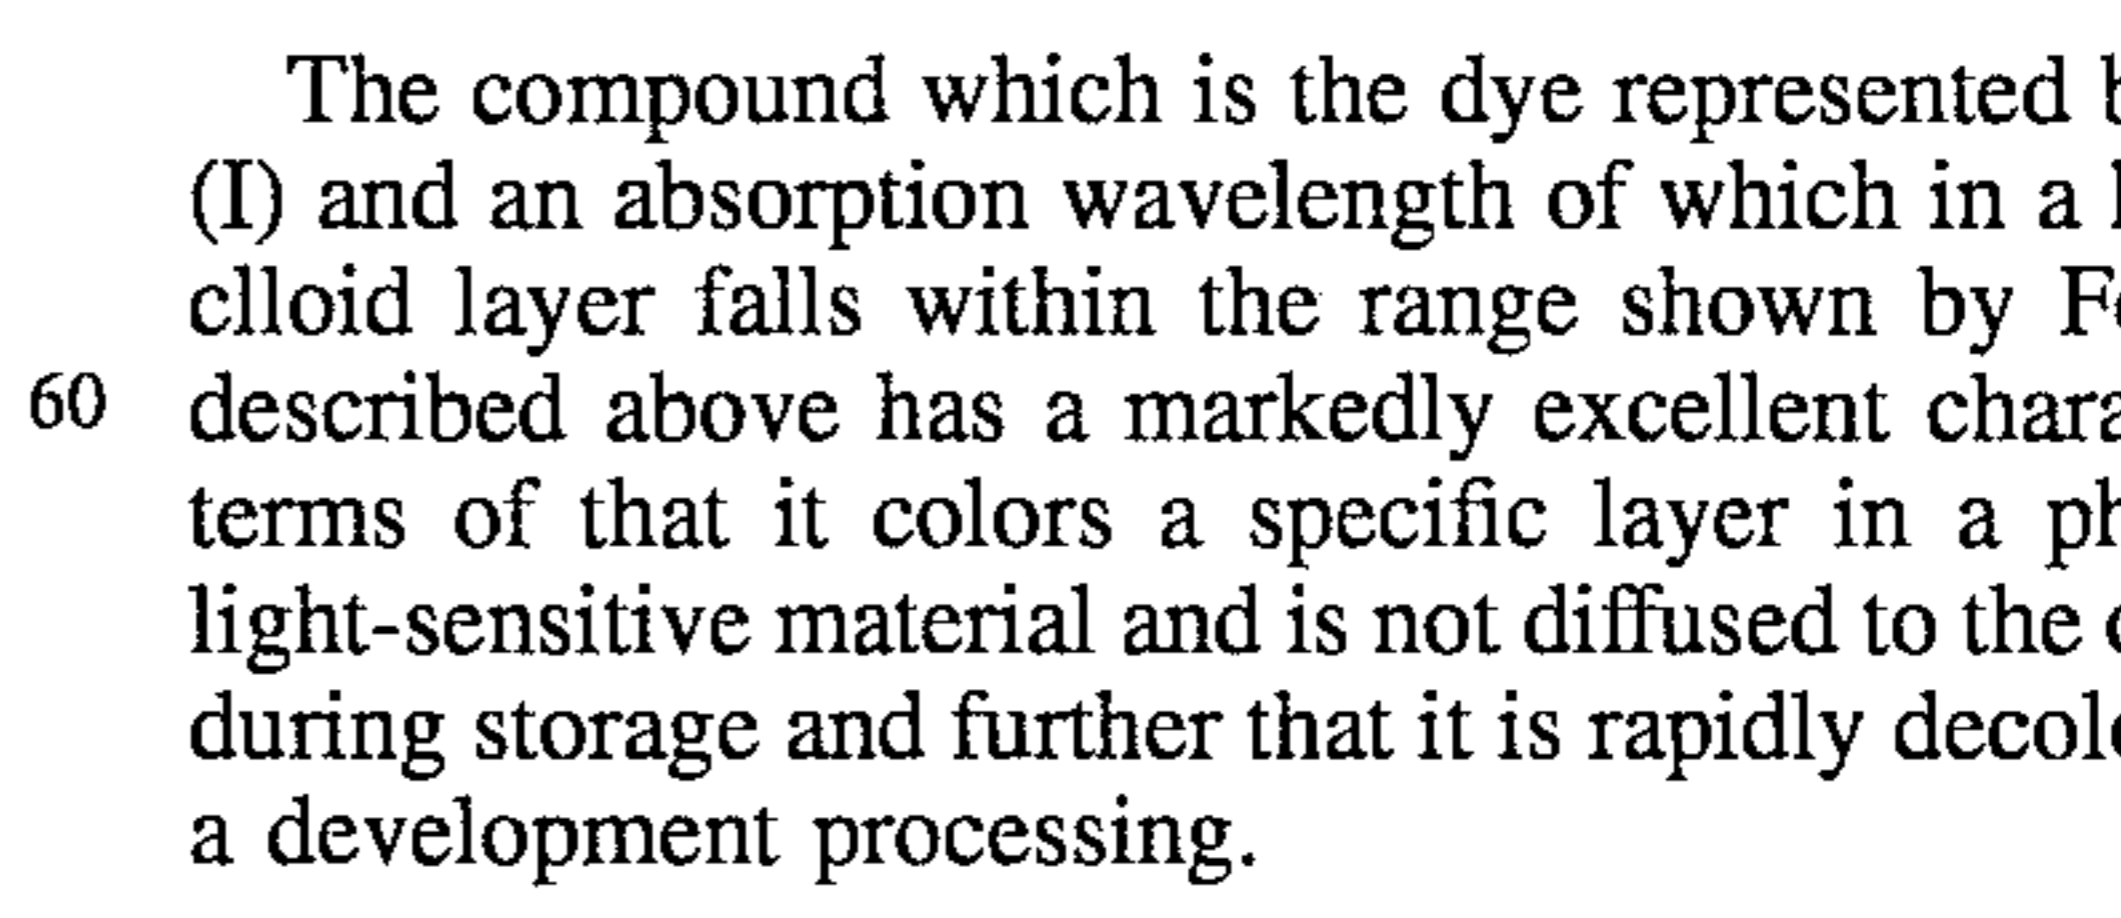 The compound which is the dye represented
(I) and an absorption wavelength of which in a
clloid layer falls within the range shown by
60 described above has a markedly excellent
terms of that it colors a specific layer in a
light-sensitive material and is not diffused to the
during storage and further that it is rapidly
a development processing.